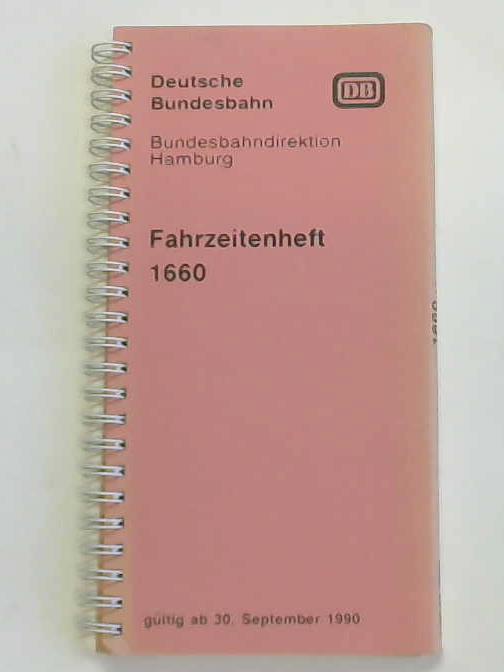 Deutsche
Bundesbahn
DB
Bundesbahndirektion
Hamburg
Fahrzeitenheft
1660
1660
gültig ab 30. September 1990